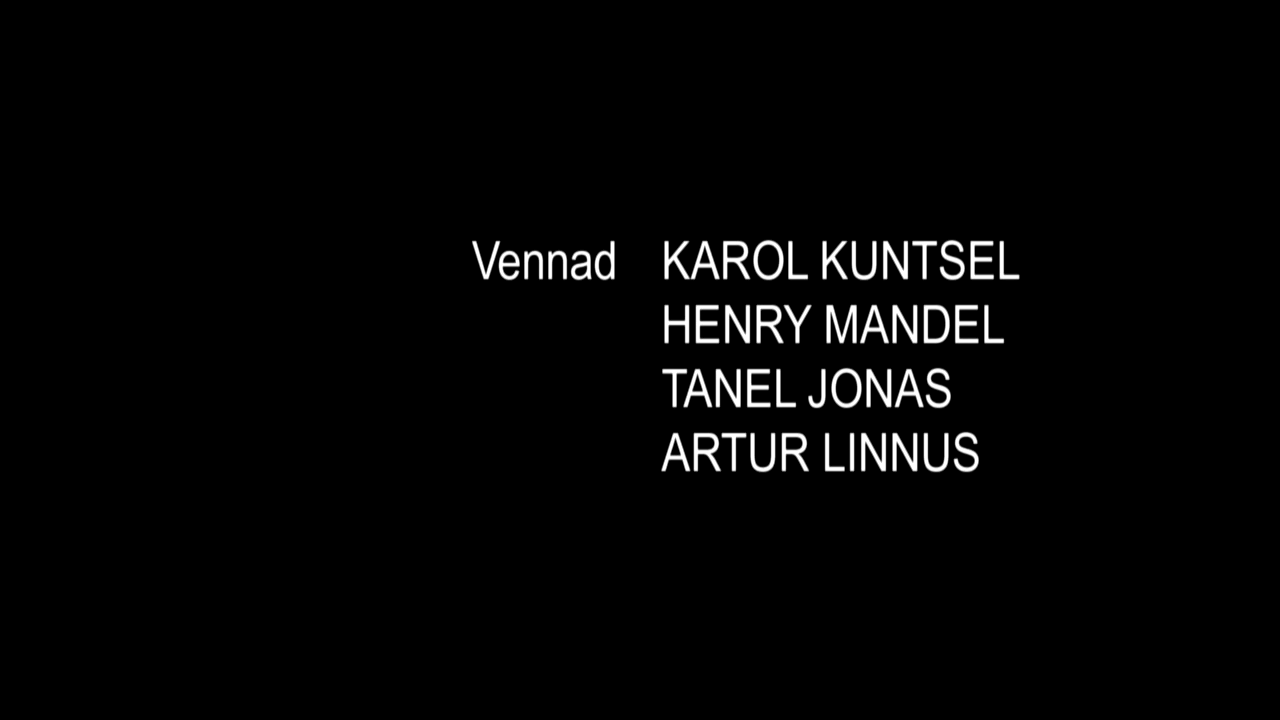 Vennad KAROL KUNTSEL
HENRY MANDEL
TANEL JONAS
ARTUR LINNUS